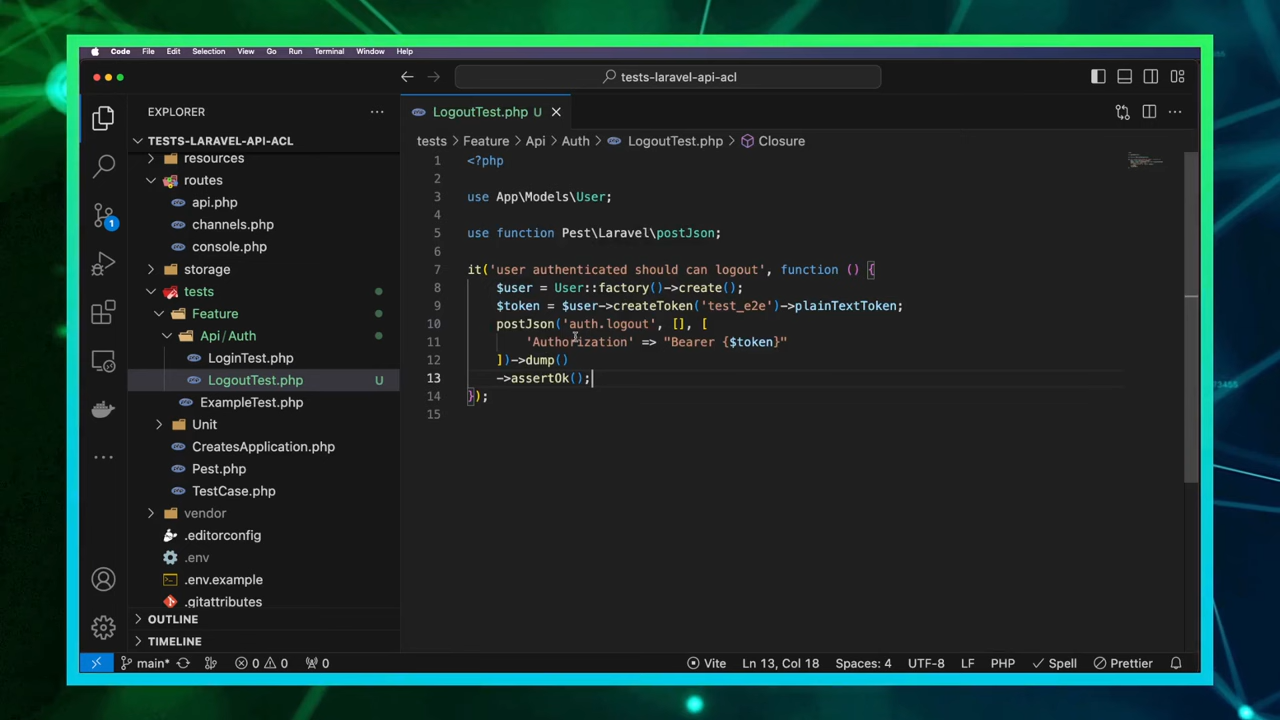 Code File Edit Selection View Go Run Terminal Window Help
tests-laravel-api-acl
EXPLORER
TESTS-LARAVEL-API-ACL
resources
routes
api.php
channels.php
console.php
storage
tests
Feature
Api/Auth
LoginTest.php
LogoutTest.php U
ExampleTest.php
Unit
CreatesApplication.php
Pest.php
TestCase.php
vendor
.editorconfig
.env
.env.example
.gitattributes
OUTLINE
TIMELINE
1
LogoutTest.php U
tests > Feature > Api > Auth > LogoutTest.php > Closure
1 <?php
2
3 use App\Models\User;
4
5 use function Pest\Laravel\postJson;
6
7 it('user authenticated should can logout', function () {
8 $user = User::factory()->create();
9 $token = $user->createToken('test_e2e')->plainTextToken;
10 postJson('auth.logout', [], [
11 'Authorization' => "Bearer {$token}"
12 ])->dump()
13 ->assertOk();
14 });
15
main* 0 0 0 Vite Ln 13, Col 18 Spaces: 4 UTF-8 LF PHP Spell Prettier